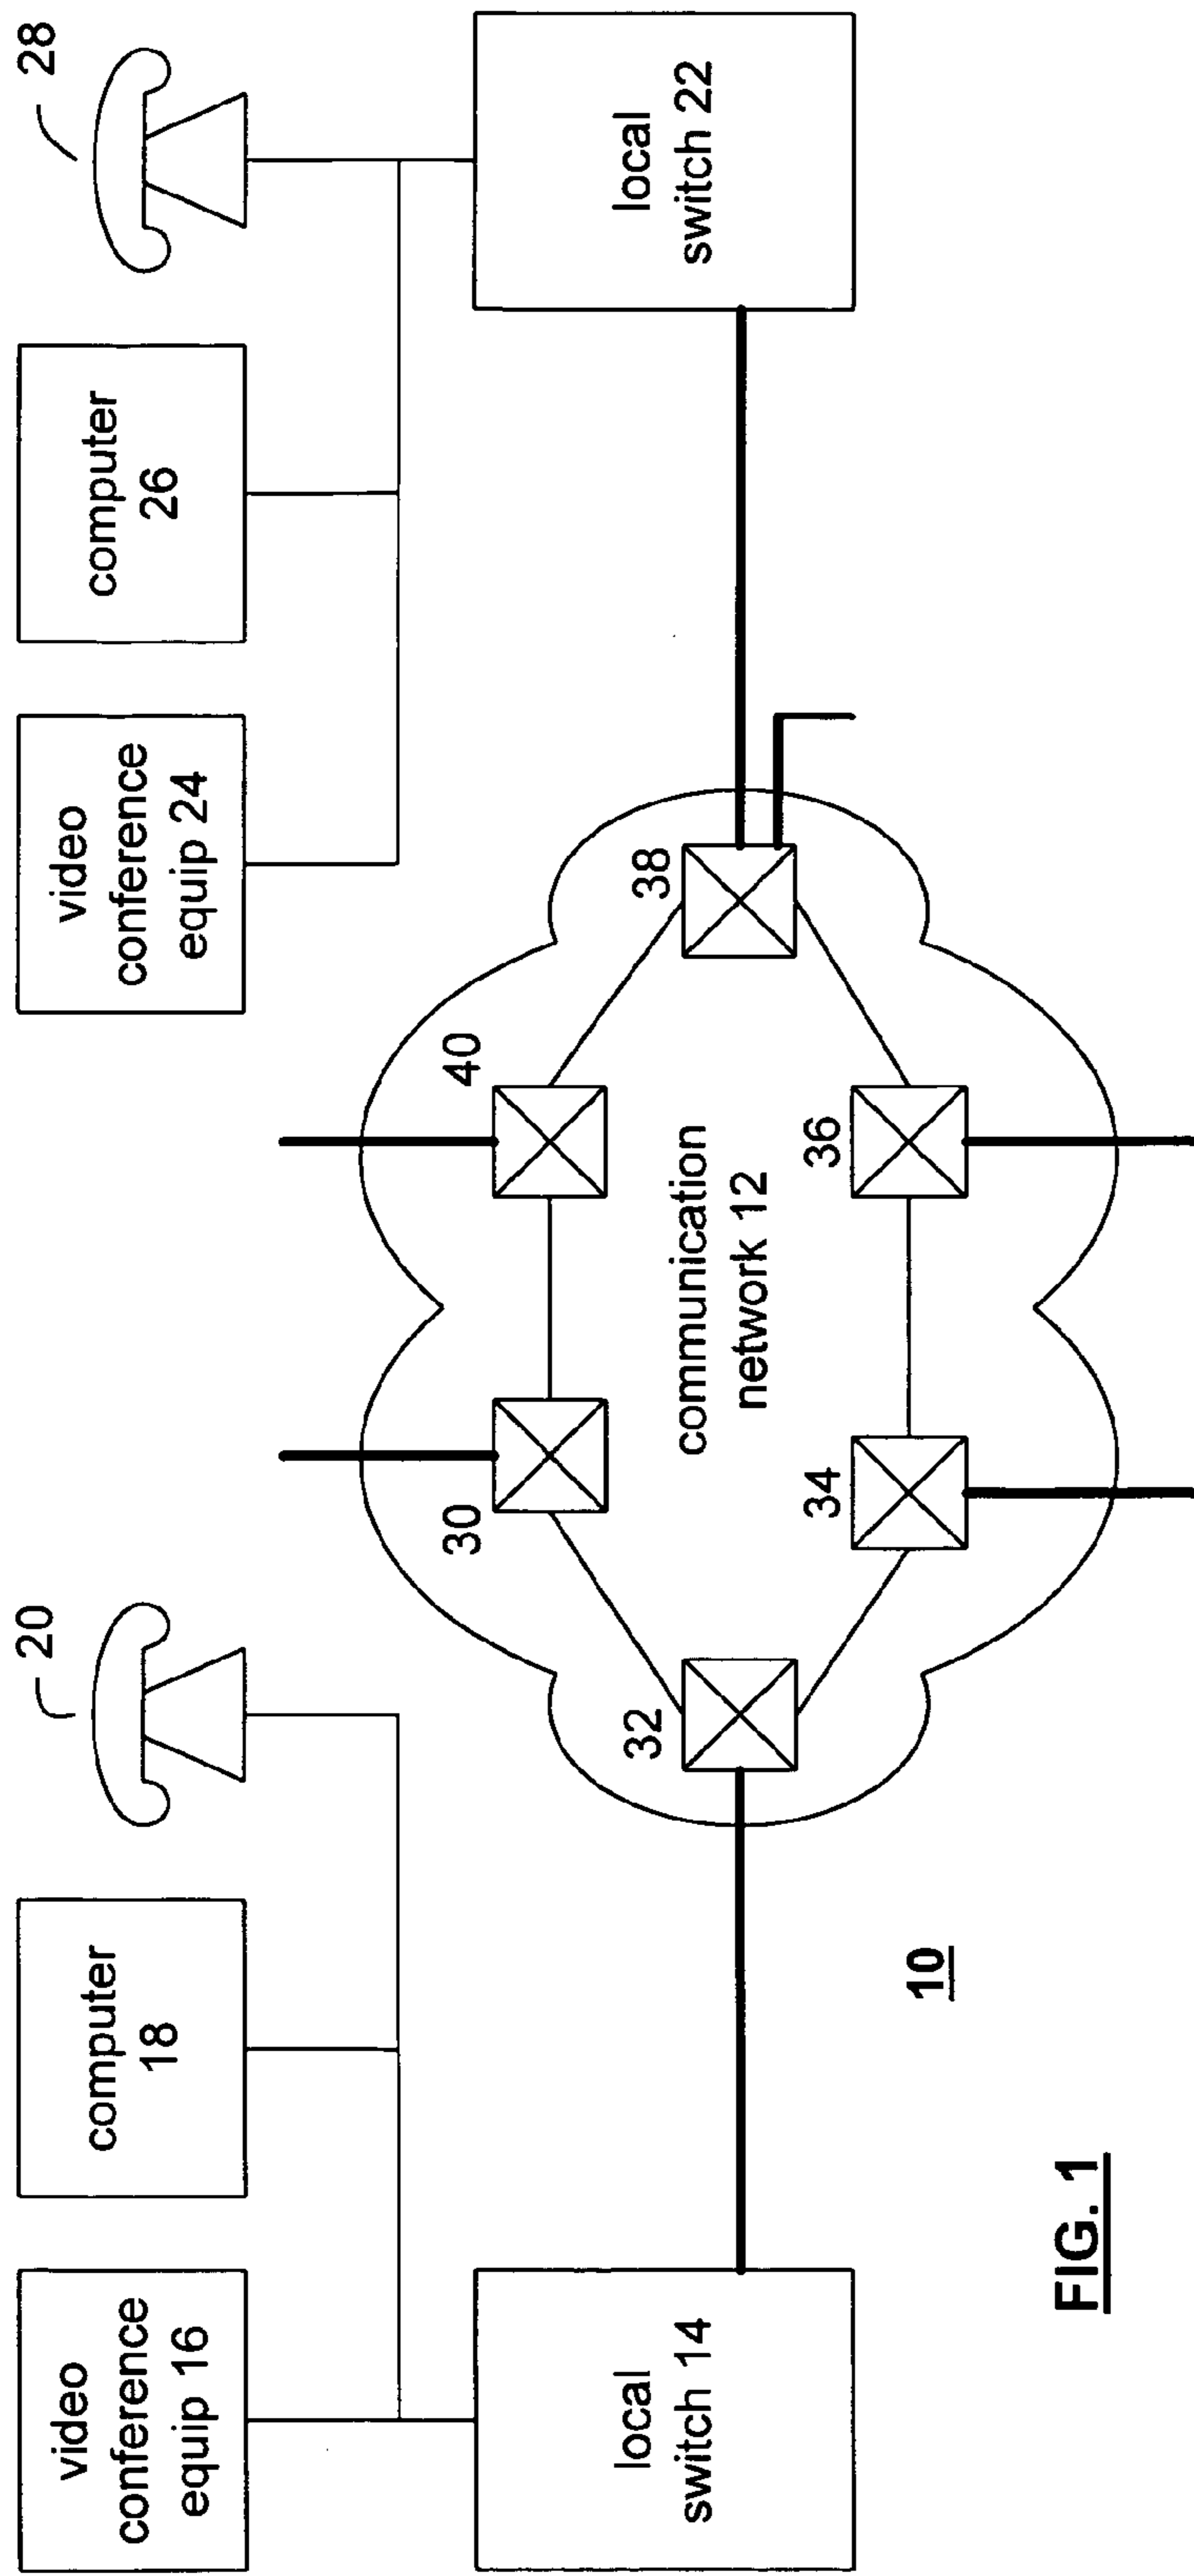 video
conference
equip 16
computer
18
20
video
conference
equip 24
computer
26
28
local
switch 14
32
30
40
38
communication
network 12
34
36
local
switch 22
10
FIG. 1